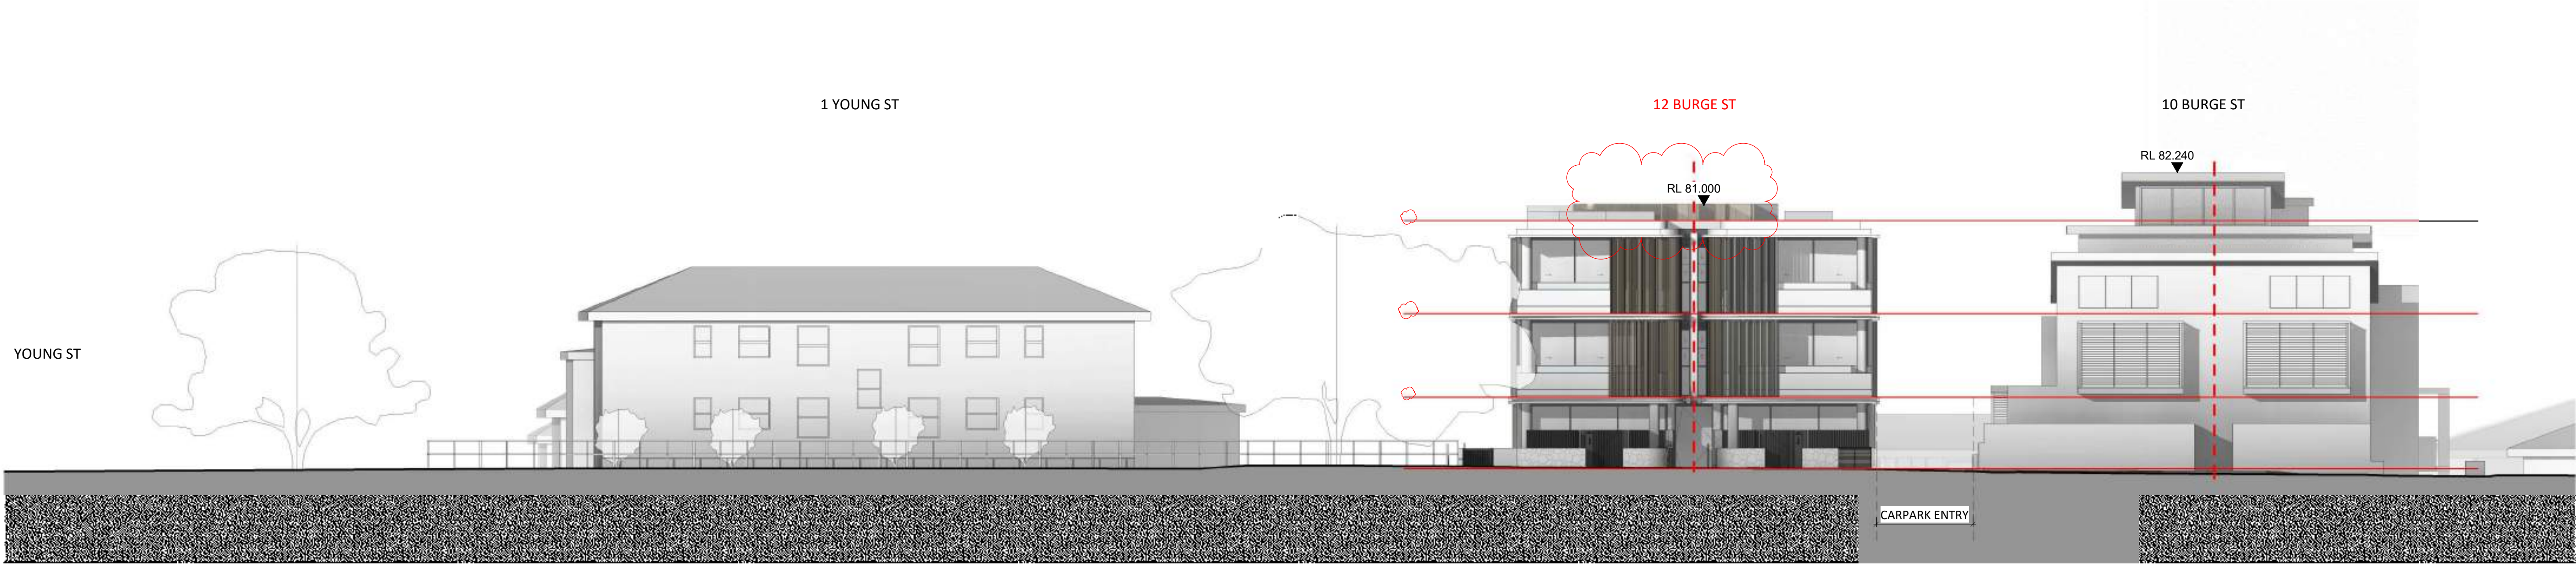 1 YOUNG ST
12 BURGE ST
10 BURGE ST
RL 82.240
RL 81.000
YOUNG ST
CARPARK ENTRY